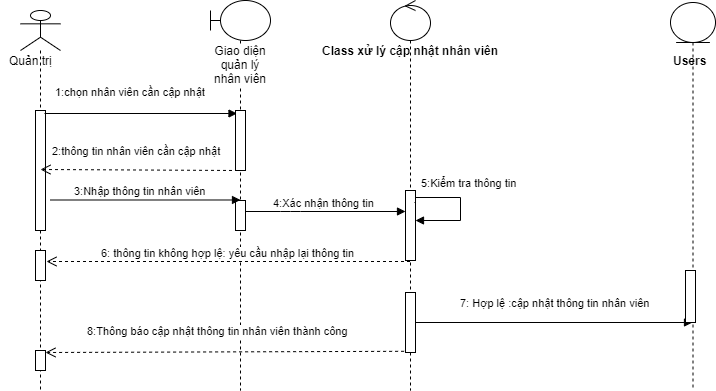 Quản trị
Giao diện
quản lý
nhân viên
Class xử lý cập nhật nhân viên
Users
1:chọn nhân viên cần cập nhật
2:thông tin nhân viên cần cập nhật
3:Nhập thông tin nhân viên
4:Xác nhận thông tin
5:Kiểm tra thông tin
6: thông tin không hợp lệ: yêu cầu nhập lại thông tin
7: Hợp lệ :cập nhật thông tin nhân viên
8:Thông báo cập nhật thông tin nhân viên thành công